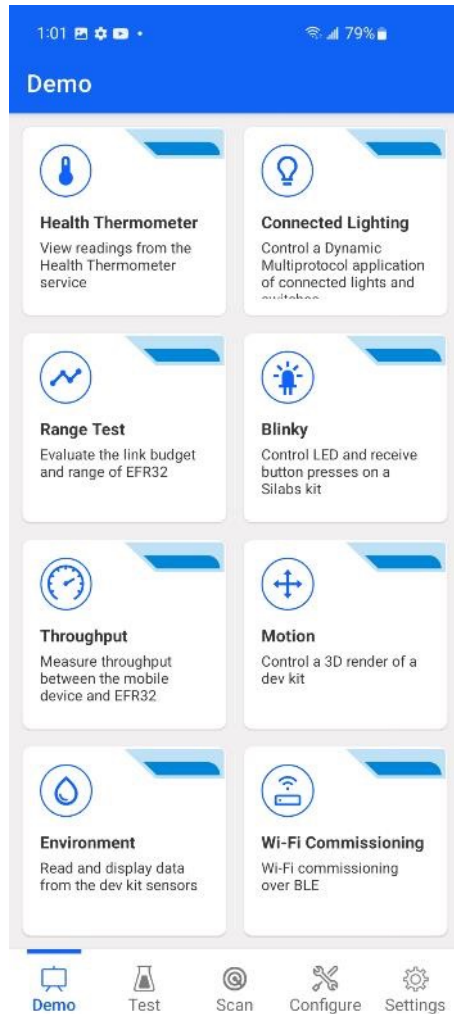 1:01 79%
Demo
Health Thermometer
View readings from the
Health Thermometer
service
Connected Lighting
Control a Dynamic
Multiprotocol application
of connected lights and
Range Test
Evaluate the link budget
and range of EFR32
Blinky
Control LED and receive
button presses on a
Silabs kit
Throughput
Measure throughput
between the mobile
device and EFR32
Motion
Control a 3D render of a
dev kit
Environment
Read and display data
from the dev kit sensors
Wi-Fi Commissioning
Wi-Fi commissioning
over BLE
Demo Test Scan Configure Settings